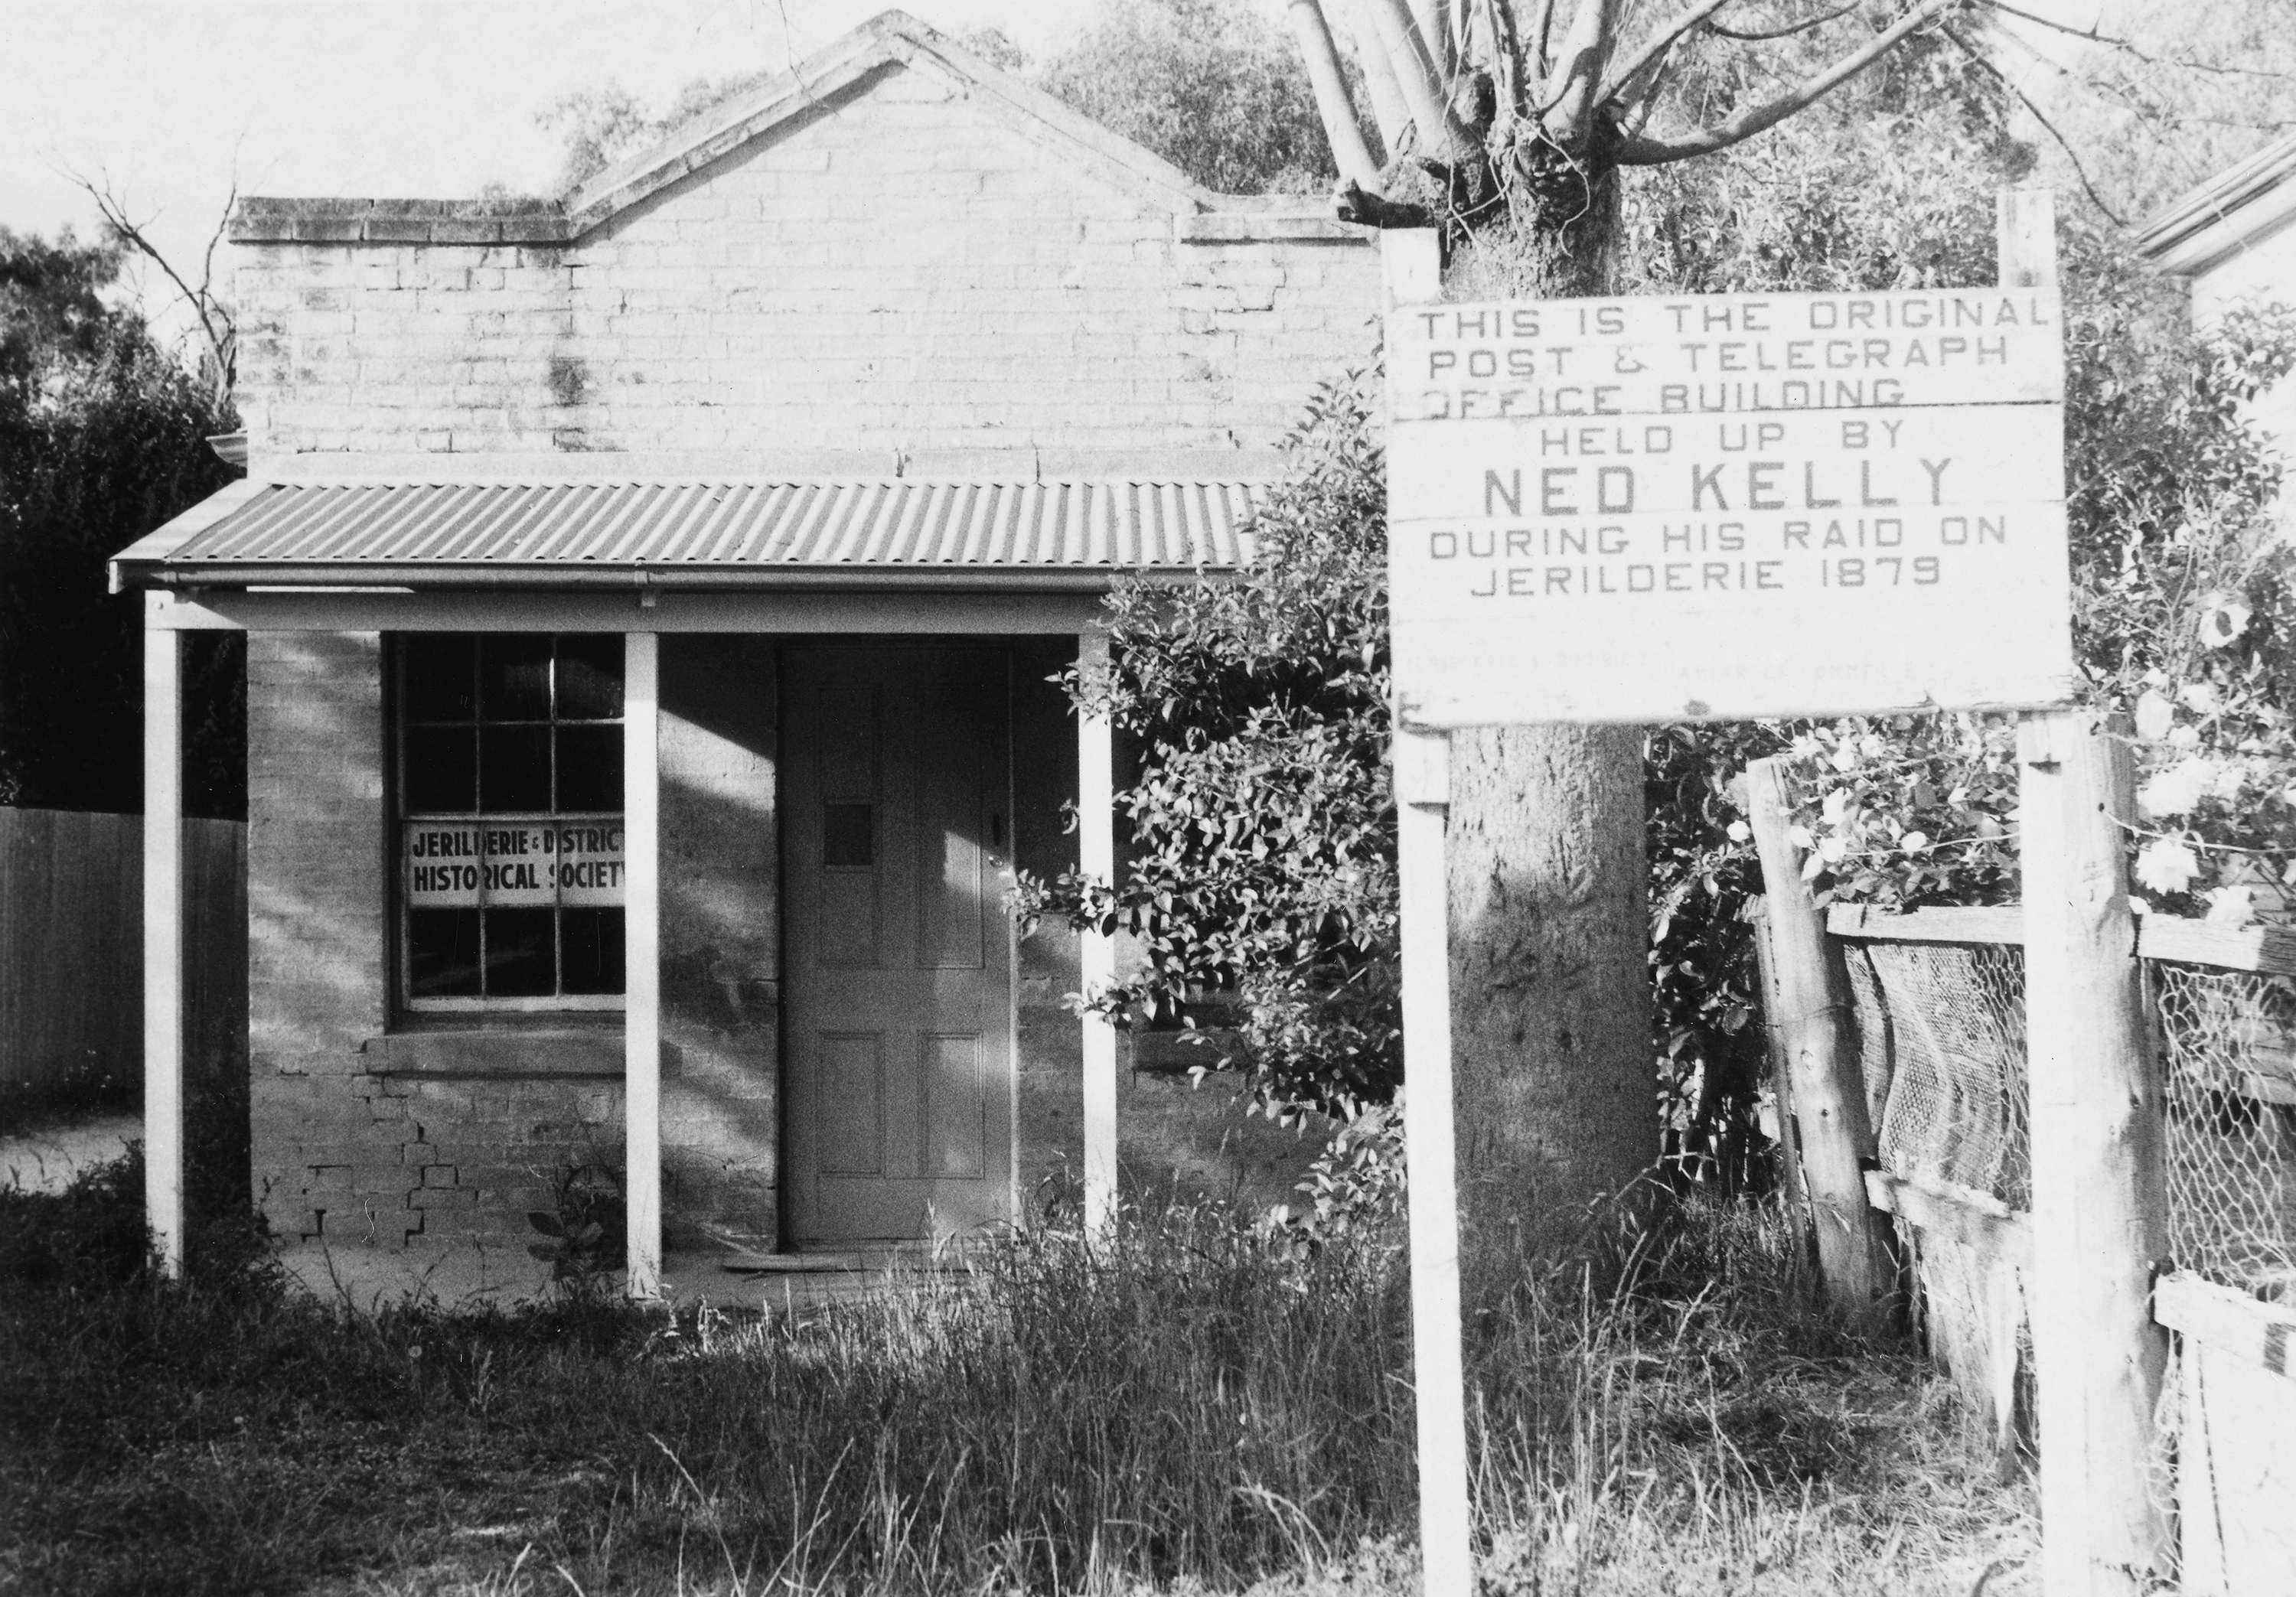 THIS IS THE ORIGINAL
POST & TELEGRAPH
OFFICE BUILDING
HELD UP BY
NED KELLY
DURING HIS RAID ON
JERILDERIE 1879
JERILDERIE & DISTRICT
HISTORICAL SOCIETY